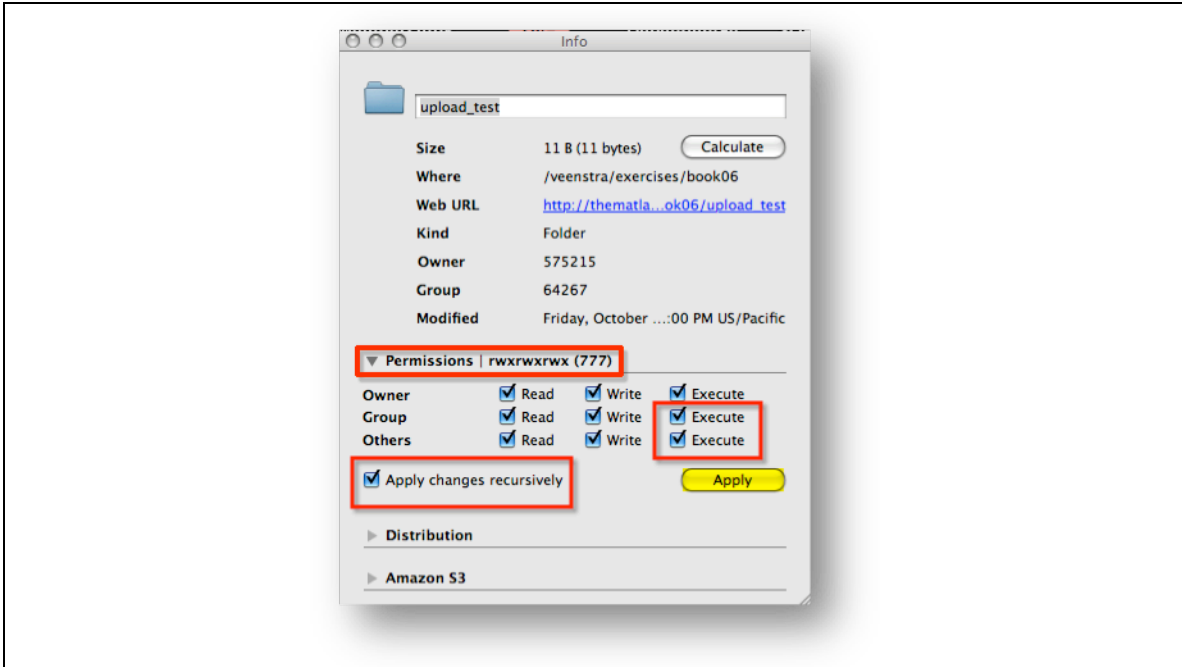 Info
upload_test
Size 11 B (11 bytes) Calculate
Where /veenstra/exercises/book06
Web URL http://thematla...ok06/upload_test
Kind Folder
Owner 575215
Group 64267
Modified Friday, October ...:00 PM US/Pacific
Permissions | rwxrwxrwx (777)
Owner Read Write Execute
Group Read Write Execute
Others Read Write Execute
Apply changes recursively Apply
Distribution
Amazon S3